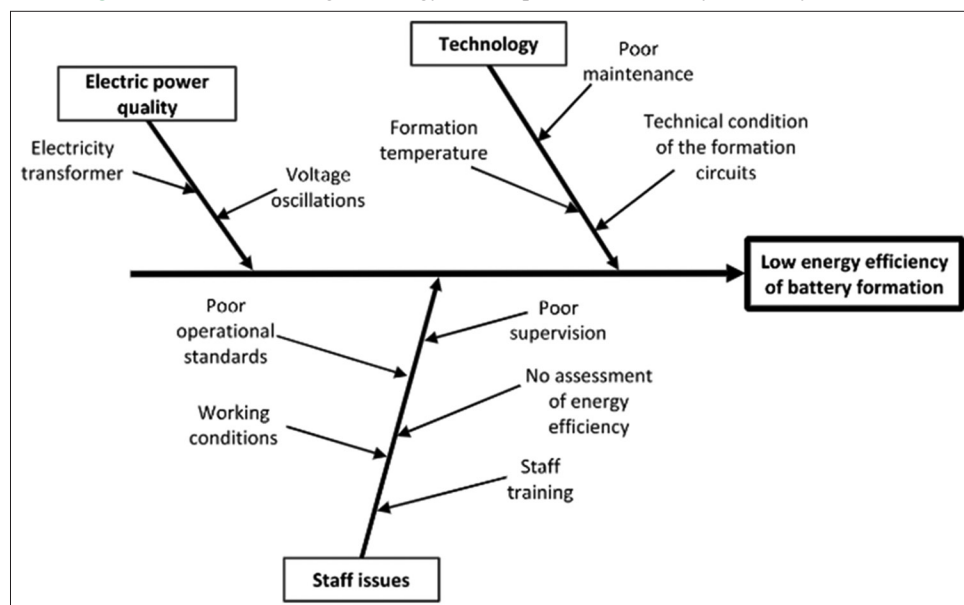 Technology
Poor
maintenance
Electric power
quality
Formation
temperature
Technical condition
of the formation
circuits
Electricity
transformer
Voltage
oscillations
Low energy efficiency
of battery formation
Poor
operational
standards
Poor
supervision
No assessment
of energy
efficiency
Working
conditions
Staff
training
Staff issues